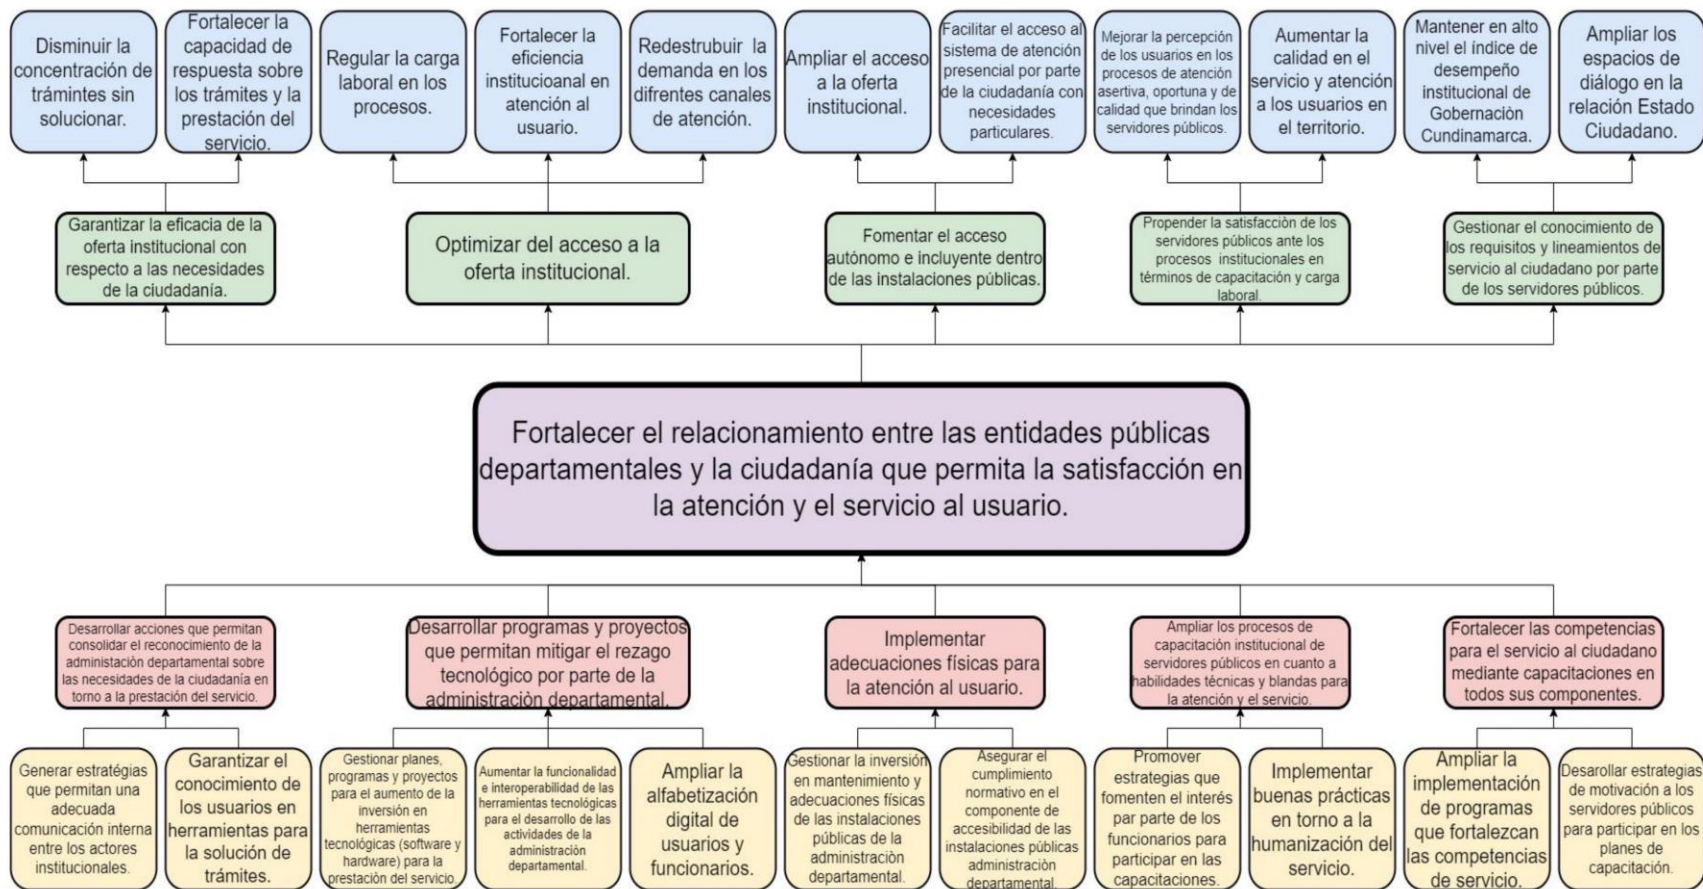 Disminuir la
concentración de
trámintes sin
solucionar.
Fortalecer la
capacidad de
respuesta sobre
los trámites y la
prestación del
servicio.
Regular la carga
laboral en los
procesos.
Fortalecer la
eficiencia
institucioanal en
atención al
usuario.
Redestrubuir la
demanda en los
difrentes canales
de atención.
Ampliar el acceso
a la oferta
institucional.
Facilitar el acceso al
sistema de atención
presencial por parte
de la ciudadanía con
necesidades
particulares.
Mejorar la percepción
de los usuarios en los
procesos de atención
asertiva, oportuna y de
calidad que brindan los
servidores públicos.
Aumentar la
calidad en el
servicio y atención
a los usuarios en
el territorio.
Mantener en alto
nivel el índice de
desempeño
institucional de
Gobernaciòn
Cundinamarca.
Ampliar los
espacios de
diálogo en la
relación Estado
Ciudadano.
Garantizar la eficacia de la
oferta institucional con
respecto a las necesidades
de la ciudadanía.
Optimizar del acceso a la
oferta institucional.
Fomentar el acceso
autónomo e incluyente dentro
de las instalaciones públicas.
Propender la satisfacciòn de los
servidores públicos ante los
procesos institucionales en
términos de capacitación y carga
laboral.
Gestionar el conocimiento de
los requisitos y lineamientos de
servicio al ciudadano por parte
de los servidores públicos.
Fortalecer el relacionamiento entre las entidades públicas
departamentales y la ciudadanía que permita la satisfacción en
la atención y el servicio al usuario.
Desarrollar acciones que permitan
consolidar el reconocimiento de la
administación departamental sobre
las necesidades de la ciudadanía en
torno a la prestación del servicio.
Desarrollar programas y proyectos
que permitan mitigar el rezago
tecnológico por parte de la
administraciòn departamental.
Implementar
adecuaciones físicas para
la atención al usuario.
Ampliar los procesos de
capacitación institucional de
servidores públicos en cuanto a
habilidades técnicas y blandas para
la atención y el servicio.
Fortalecer las competencias
para el servicio al ciudadano
mediante capacitaciones en
todos sus componentes.
Generar estratégias
que permitan una
adecuada
comunicación interna
entre los actores
institucionales.
Garantizar el
conocimiento de
los usuarios en
herramientas para
la solución de
trámites.
Gestionar planes,
programas y proyectos
para el aumento de la
inversión en
herramientas
tecnológicas (software y
hardware) para la
prestación del servicio.
Aumentar la funcionalidad
e interoperabilidad de las
herramientas tecnológicas
para el desarrollo de las
actividades de la
administración
departamental.
Ampliar la
alfabetización
digital de
usuarios y
funcionarios.
Gestionar la inversión
en mantenimiento y
adecuaciones físicas
de las instalaciones
públicas de la
administraciòn
departamental.
Asegurar el
cumplimiento
normativo en el
componente de
accesibilidad de las
instalaciones públicas
administraciòn
departamental.
Promover
estrategias que
fomenten el interés
par parte de los
funcionarios para
participar en las
capacitaciones.
Implementar
buenas prácticas
en torno a la
humanización del
servicio.
Ampliar la
implementación
de programas
que fortalezcan
las competencias
de servicio.
Desarollar estrategias
de motivación a los
servidores públicos
para participar en los
planes de
capacitación.